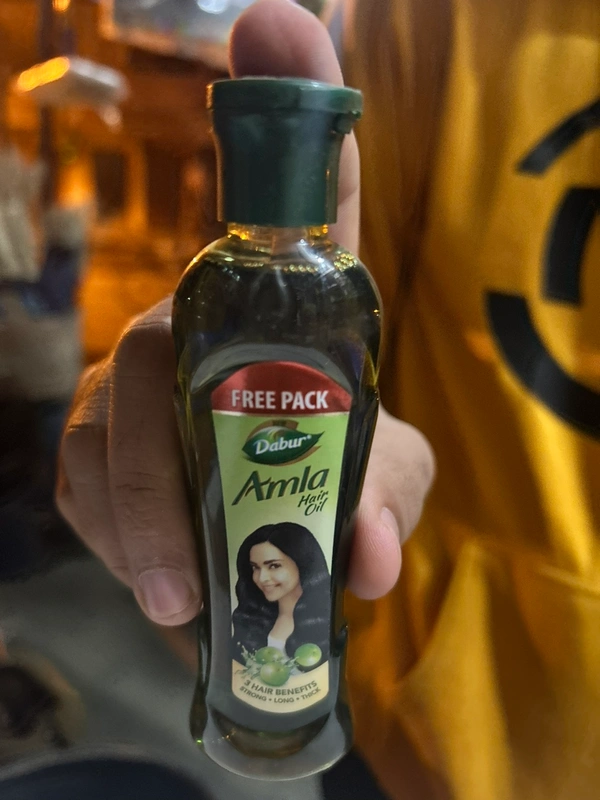 FREE PACK
Dabur®
Amla
Hair
Oil
3 HAIR BENEFITS
STRONG • LONG • THICK